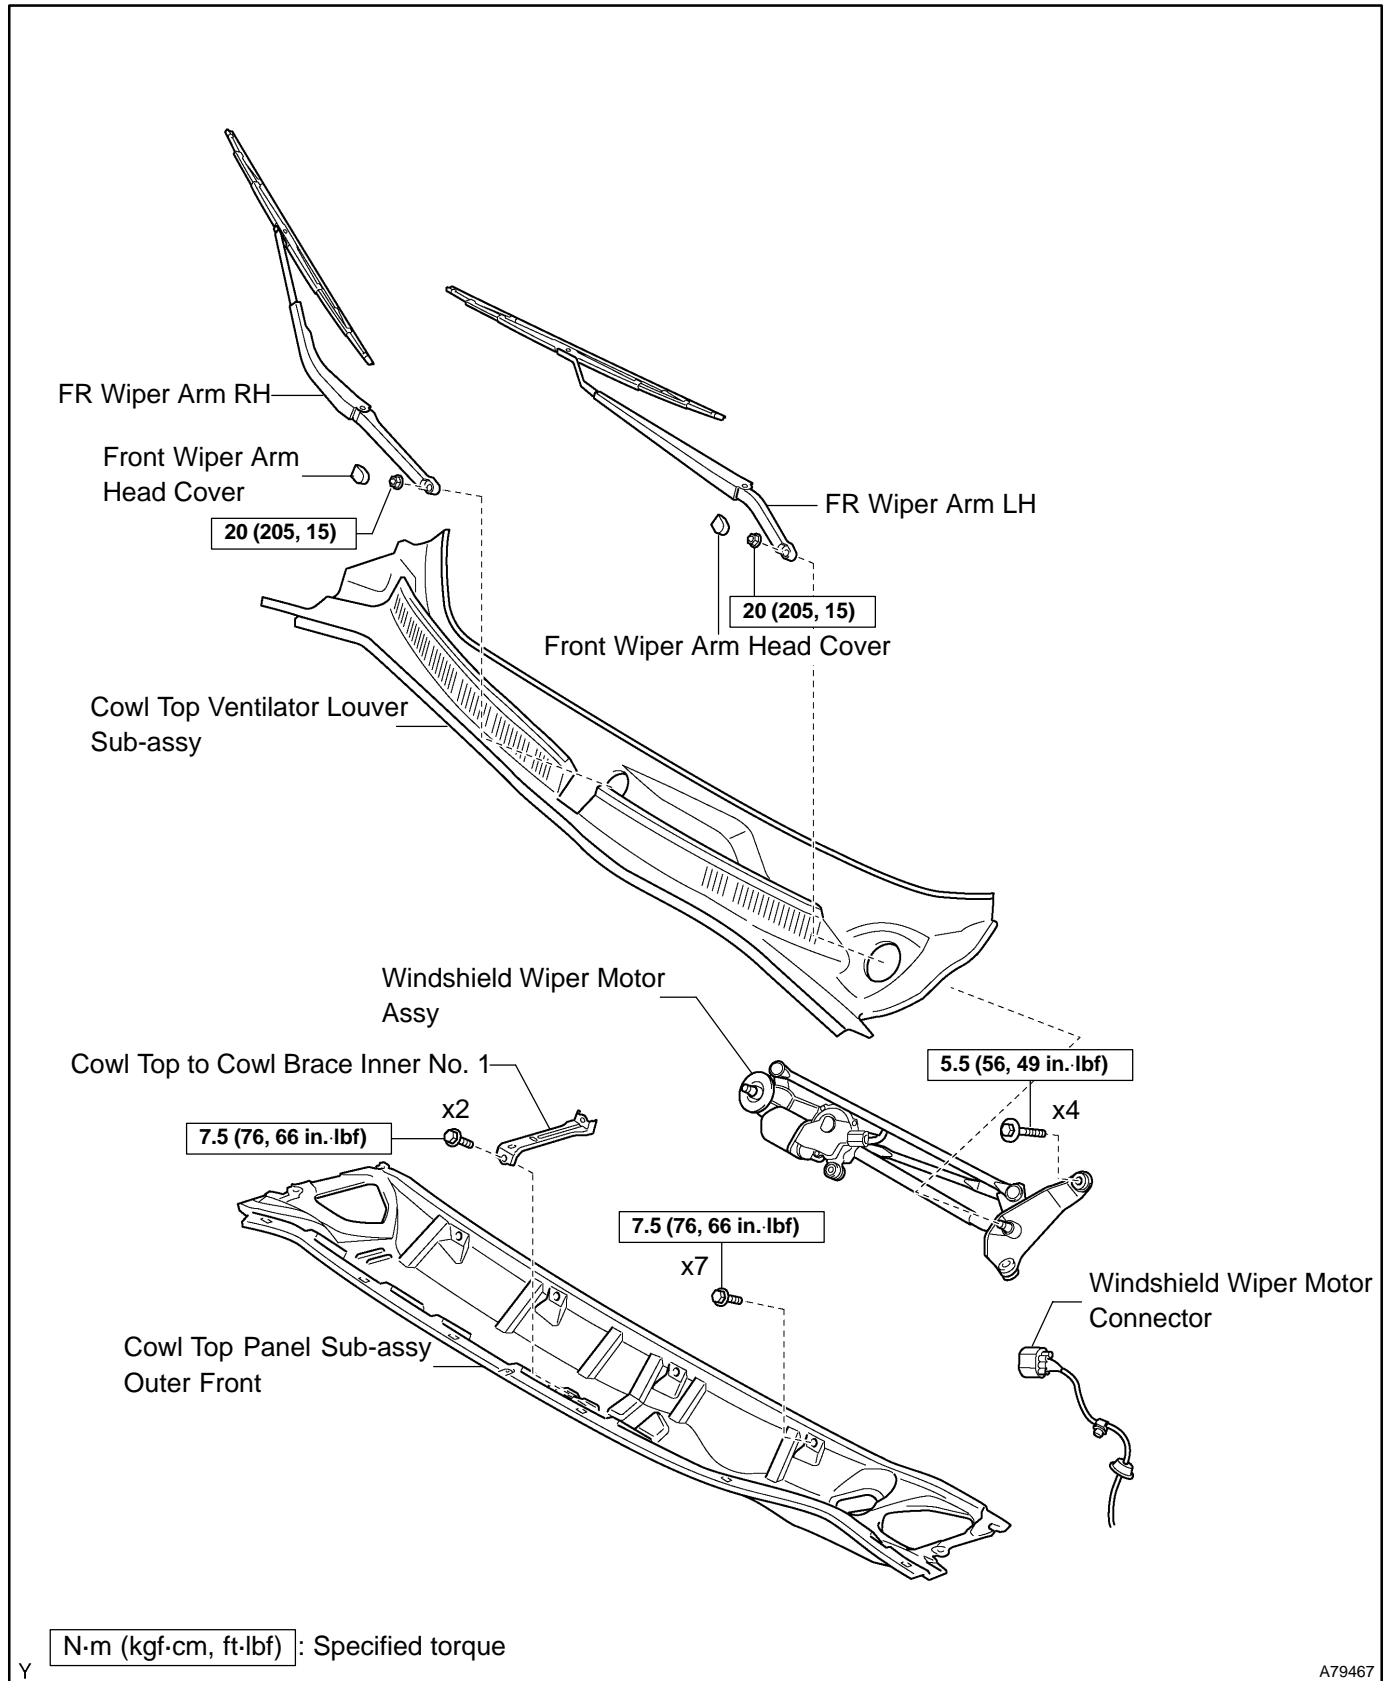 FR Wiper Arm RH
Front Wiper Arm
Head Cover
20 (205, 15)
FR Wiper Arm LH
20 (205, 15)
Front Wiper Arm Head Cover
Cowl Top Ventilator Louver
Sub-assy
Windshield Wiper Motor
Assy
Cowl Top to Cowl Brace Inner No. 1
5.5 (56, 49 in.·lbf)
x4
x2
7.5 (76, 66 in.·lbf)
7.5 (76, 66 in.·lbf)
x7
Windshield Wiper Motor
Connector
Cowl Top Panel Sub-assy
Outer Front
N·m (kgf·cm, ft·lbf) : Specified torque
Y
A79467